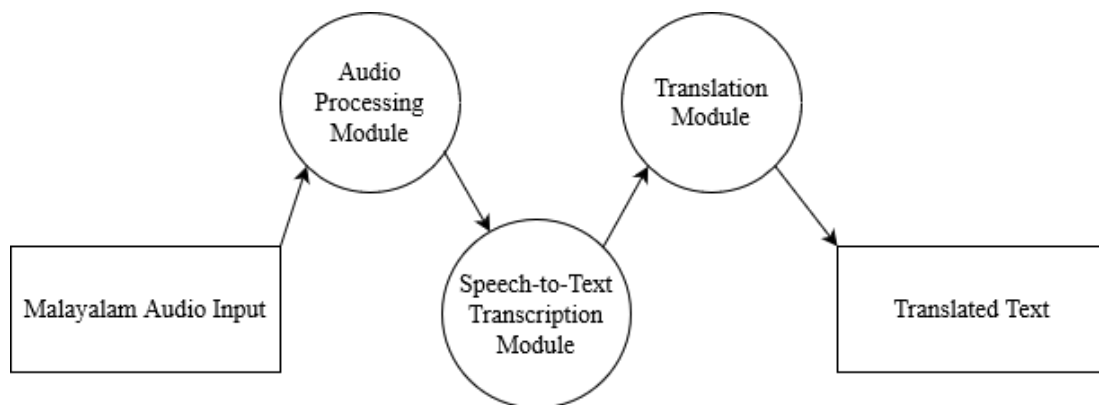 Malayalam Audio Input
Audio
Processing
Module
Speech-to-Text
Transcription
Module
Translation
Module
Translated Text